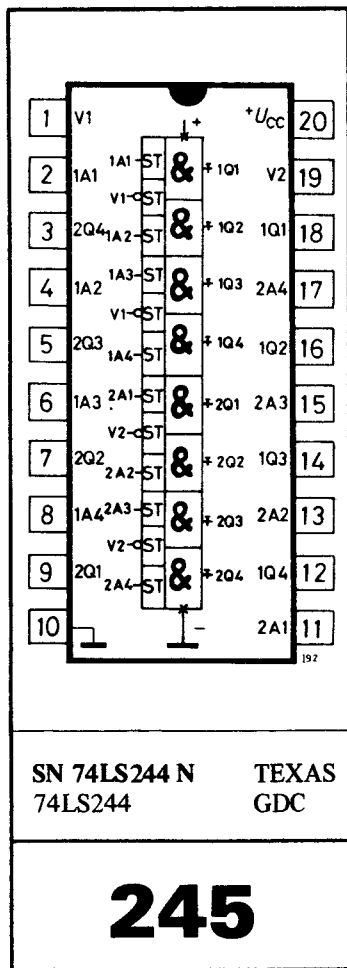 1 V1 +UCC 20
2 1A1 1A1 ST & 1Q1 V2 19
V1 ST
3 2Q4 1A2 ST & 1Q2 1Q1 18
4 1A2 1A3 ST & 1Q3 2A4 17
V1 ST
5 2Q3 1A4 ST & 1Q4 1Q2 16
6 1A3 2A1 ST & 2Q1 2A3 15
V2 ST
7 2Q2 2A2 ST & 2Q2 1Q3 14
8 1A4 2A3 ST & 2Q3 2A2 13
V2 ST
9 2Q1 2A4 ST & 2Q4 1Q4 12
10 2A1 11
192
SN 74LS244 N TEXAS
74LS244 GDC
245